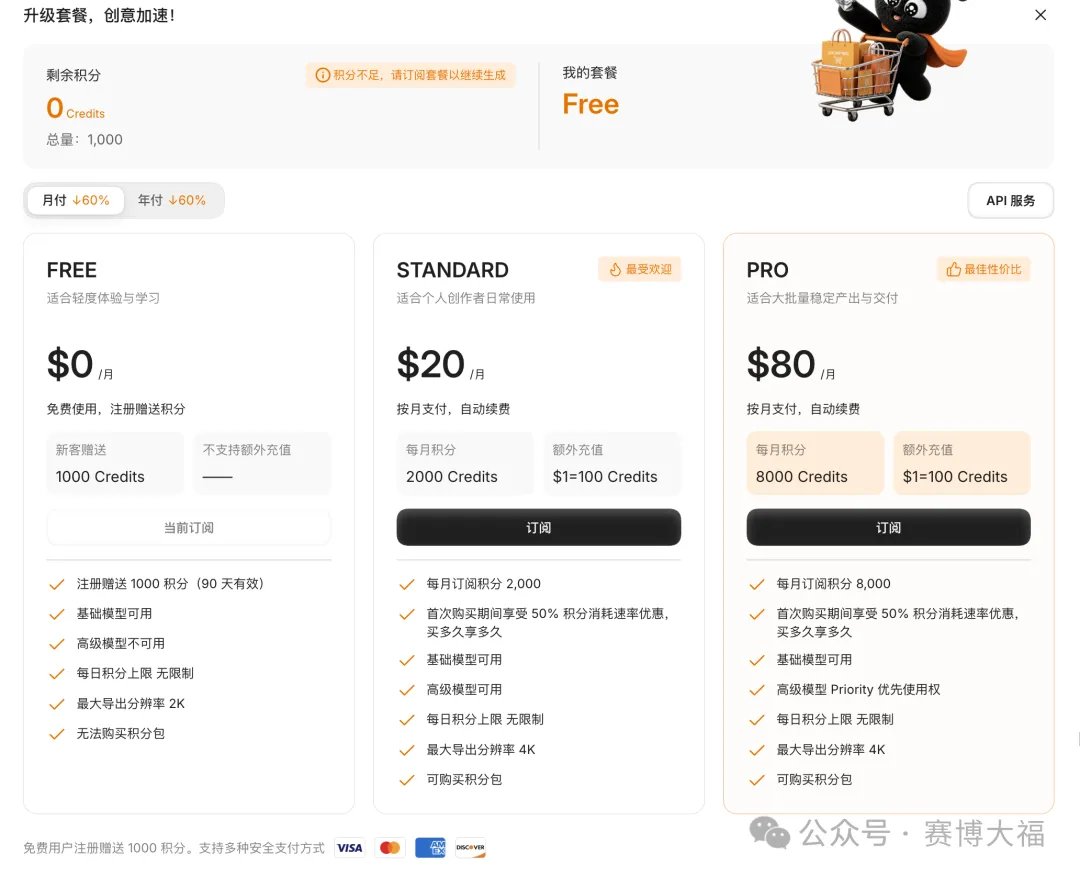 升级套餐，创意加速！
剩余积分
积分不足，请订阅套餐以继续生成
0 Credits
总量：1,000
我的套餐
Free
月付 ↓60%
年付 ↓60%
API 服务
FREE
适合轻度体验与学习
$0 /月
免费使用，注册赠送积分
新客赠送
1000 Credits
不支持额外充值
——
当前订阅
注册赠送 1000 积分（90 天有效）
基础模型可用
高级模型不可用
每日积分上限 无限制
最大导出分辨率 2K
无法购买积分包
STANDARD
最受欢迎
适合个人创作者日常使用
$20 /月
按月支付，自动续费
每月积分
2000 Credits
额外充值
$1=100 Credits
订阅
每月订阅积分 2,000
首次购买期间享受 50% 积分消耗速率优惠，
买多久享多久
基础模型可用
高级模型可用
每日积分上限 无限制
最大导出分辨率 4K
可购买积分包
PRO
最佳性价比
适合大批量稳定产出与交付
$80 /月
按月支付，自动续费
每月积分
8000 Credits
额外充值
$1=100 Credits
订阅
每月订阅积分 8,000
首次购买期间享受 50% 积分消耗速率优惠，
买多久享多久
基础模型可用
高级模型 Priority 优先使用权
每日积分上限 无限制
最大导出分辨率 4K
可购买积分包
免费用户注册赠送 1000 积分。支持多种安全支付方式
VISA
AM
EX
DISCOVER
公众号 · 赛博大福